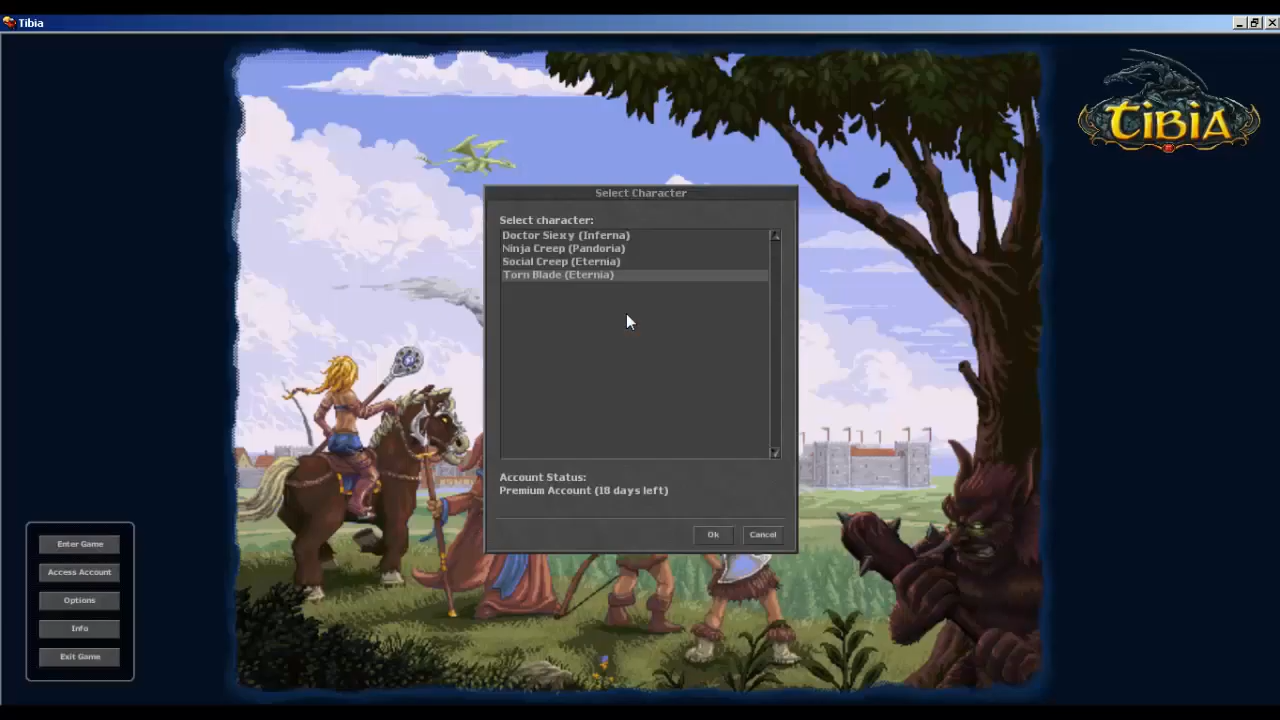 Tibia
TIBIA
Select Character
Select character:
Doctor Siexy (Inferna)
Ninja Creep (Pandoria)
Social Creep (Eternia)
Torn Blade (Eternia)
Account Status:
Premium Account (18 days left)
Ok
Cancel
Enter Game
Access Account
Options
Info
Exit Game